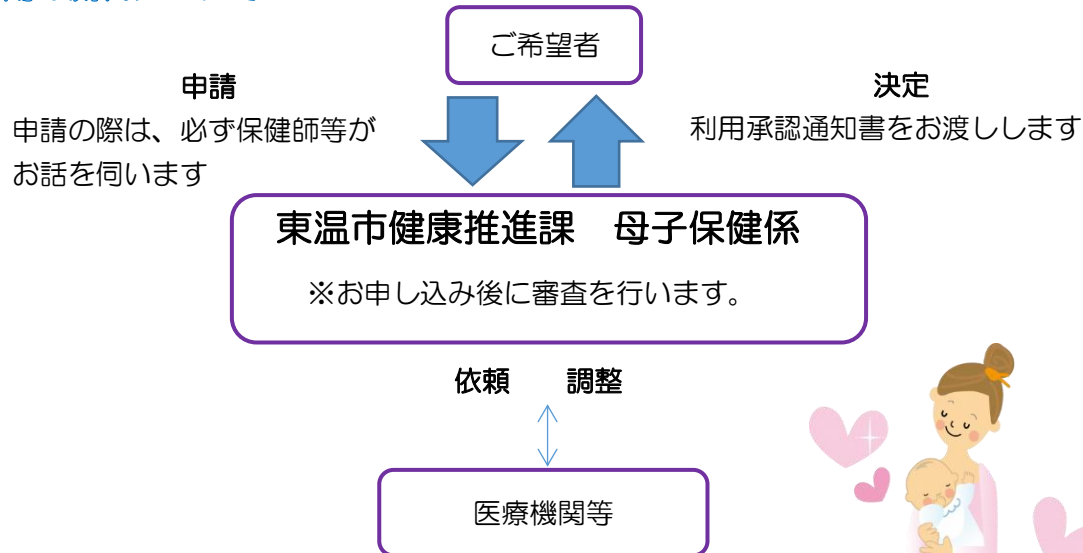 ご希望者
申請
申請の際は、必ず保健師等が
お話を伺います
決定
利用承認通知書をお渡しします
東温市健康推進課　母子保健係
※お申し込み後に審査を行います。
依頼　調整
医療機関等